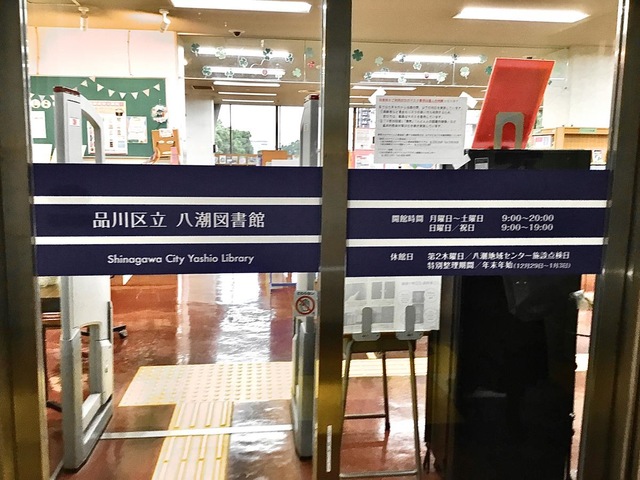 品川区立 八潮図書館
Shinagawa City Yashio Library
開館時間 月曜日～土曜日 9:00～20:00
日曜日／祝日 9:00～19:00
休館日 第2木曜日／八潮地域センター施設点検日
特別整理期間／年末年始(12月29日～1月3日)